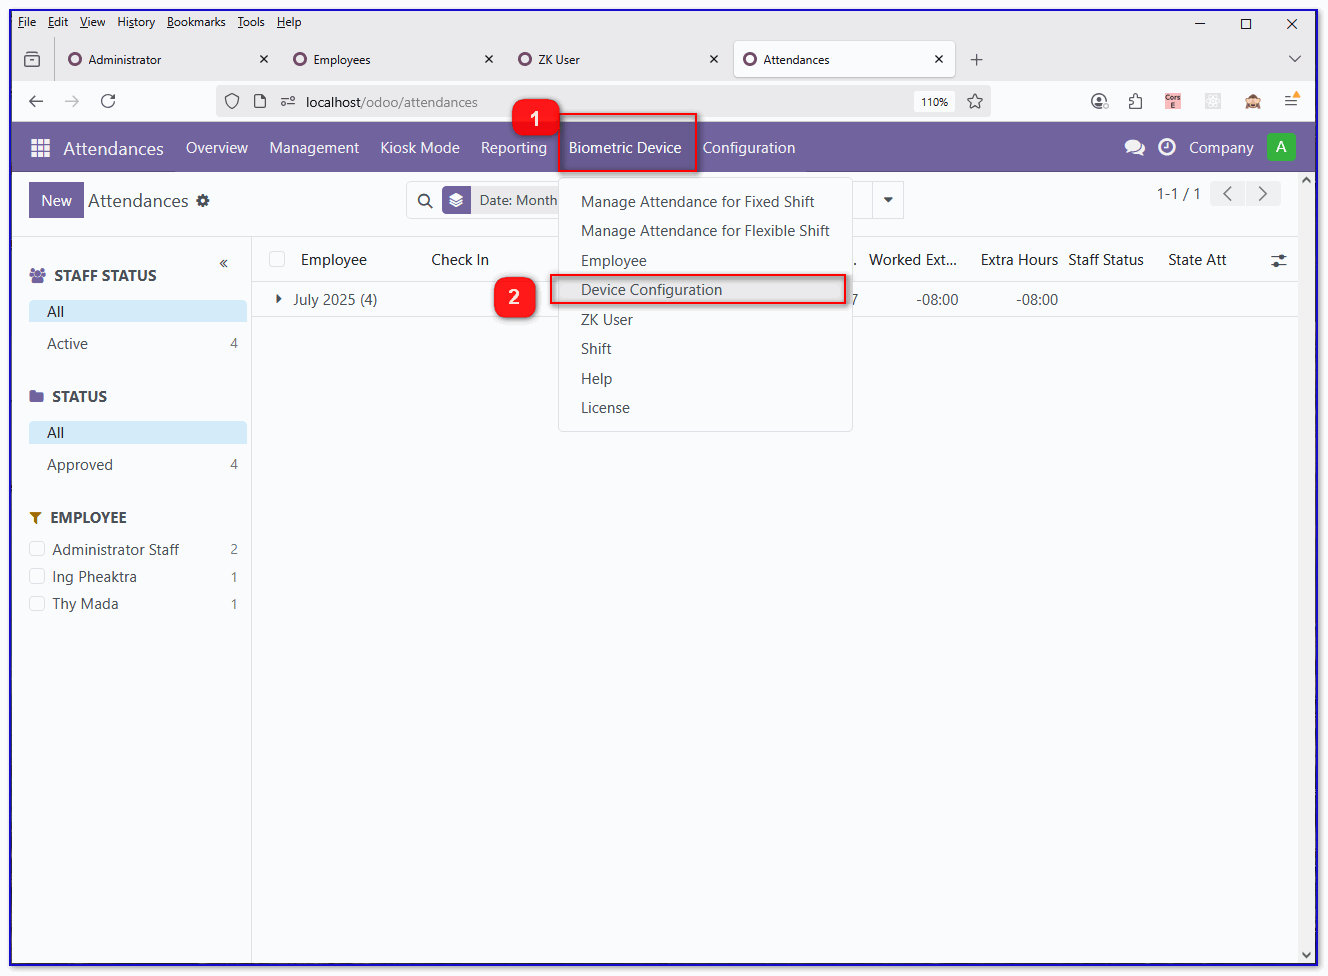 File Edit View History Bookmarks Tools Help
Administrator Employees ZK User Attendances
localhost/odoo/attendances 110% Cors E
1
Attendances Overview Management Kiosk Mode Reporting Biometric Device Configuration Company A
New Attendances Date: Month 1-1 / 1
Manage Attendance for Fixed Shift
Manage Attendance for Flexible Shift
Employee
Device Configuration
ZK User
Shift
Help
License
2
STAFF STATUS
All
Active 4
STATUS
All
Approved 4
EMPLOYEE
Administrator Staff 2
Ing Pheaktra 1
Thy Mada 1
Employee Check In . Worked Ext... Extra Hours Staff Status State Att
July 2025 (4) 7 -08:00 -08:00